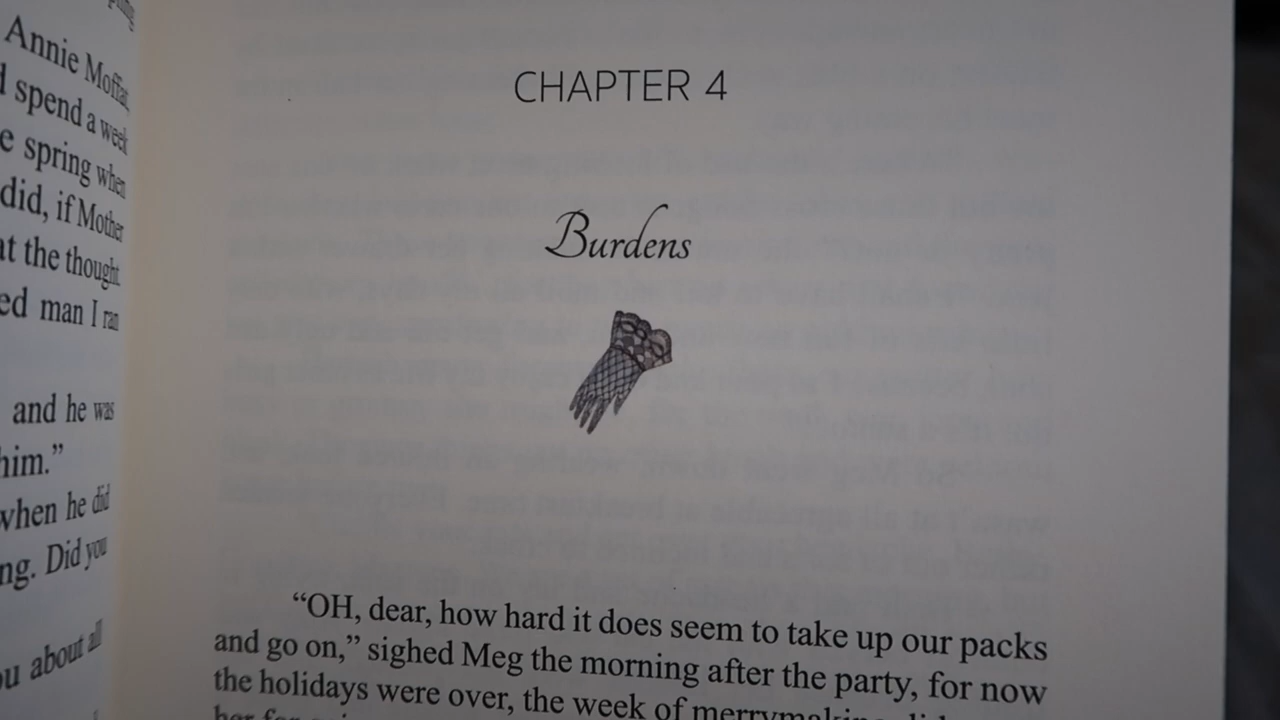 Annie Moffat,
spend a week
e spring when
did, if Mother
at the thought
ed man I ran
and he was
him.”
when he did
ng. Did you
ou about all
CHAPTER 4
Burdens
“OH, dear, how hard it does seem to take up our packs
and go on,” sighed Meg the morning after the party, for now
the holidays were over, the week of merrymaking did